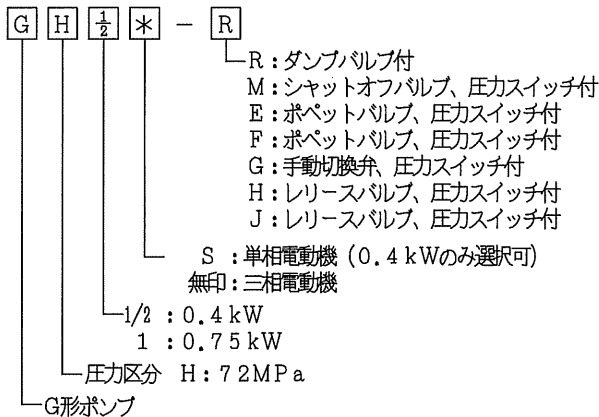 G H 1/2 * - R
R:ダンプバルブ付
M:シャットオフバルブ、圧力スイッチ付
E:ポペットバルブ、圧力スイッチ付
F:ポペットバルブ、圧力スイッチ付
G:手動切換弁、圧力スイッチ付
H:レリースバルブ、圧力スイッチ付
J:レリースバルブ、圧力スイッチ付
S :単相電動機 (0.4kWのみ選択可)
無印:三相電動機
1/2 :0.4kW
1 :0.75kW
圧力区分 H:72MPa
G形ポンプ